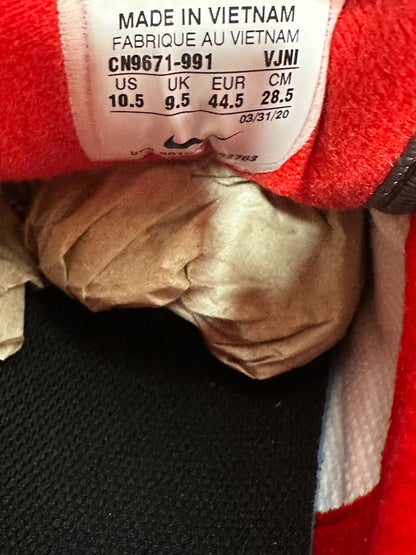 MADE IN VIETNAM
FABRIQUE AU VIETNAM
CN9671-991 VJNI
US UK EUR CM
10.5 9.5 44.5 28.5
03/31/20